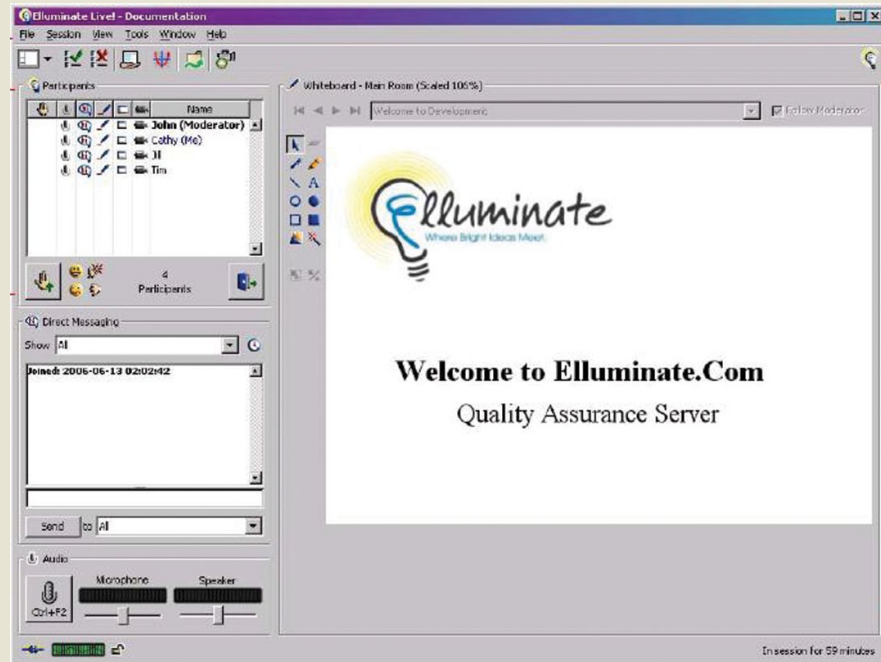 Elluminate Live! - Documentation
File Session View Tools Window Help
Participants
Name
John (Moderator)
Cathy (Me)
Jl
Tim
4
Participants
Direct Messaging
Show All
Joined: 2006-06-13 02:02:42
Send to All
Audio
Microphone Speaker
Ctrl+F2
Whiteboard - Main Room (Scaled 106%)
Welcome to Development
Follow Moderator
A
Elluminate
Where Bright Ideas Meet.
Welcome to Elluminate.Com
Quality Assurance Server
In session for 59 minutes